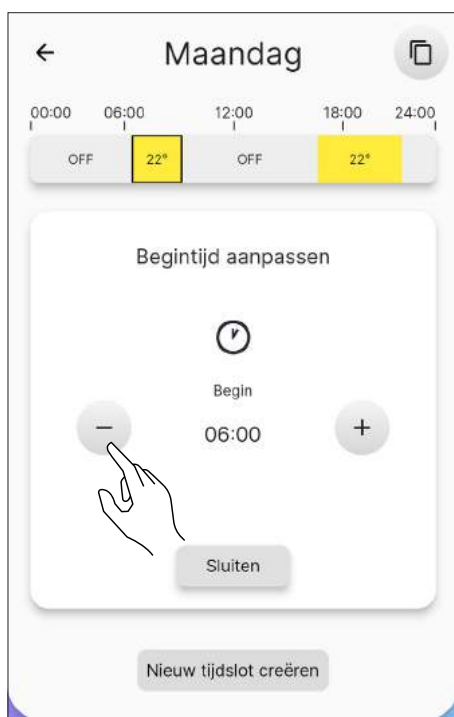 Maandag
00:00 06:00 12:00 18:00 24:00
OFF 22° OFF 22°
Begintijd aanpassen
Begin
− 06:00 +
Sluiten
Nieuw tijdslot creëren